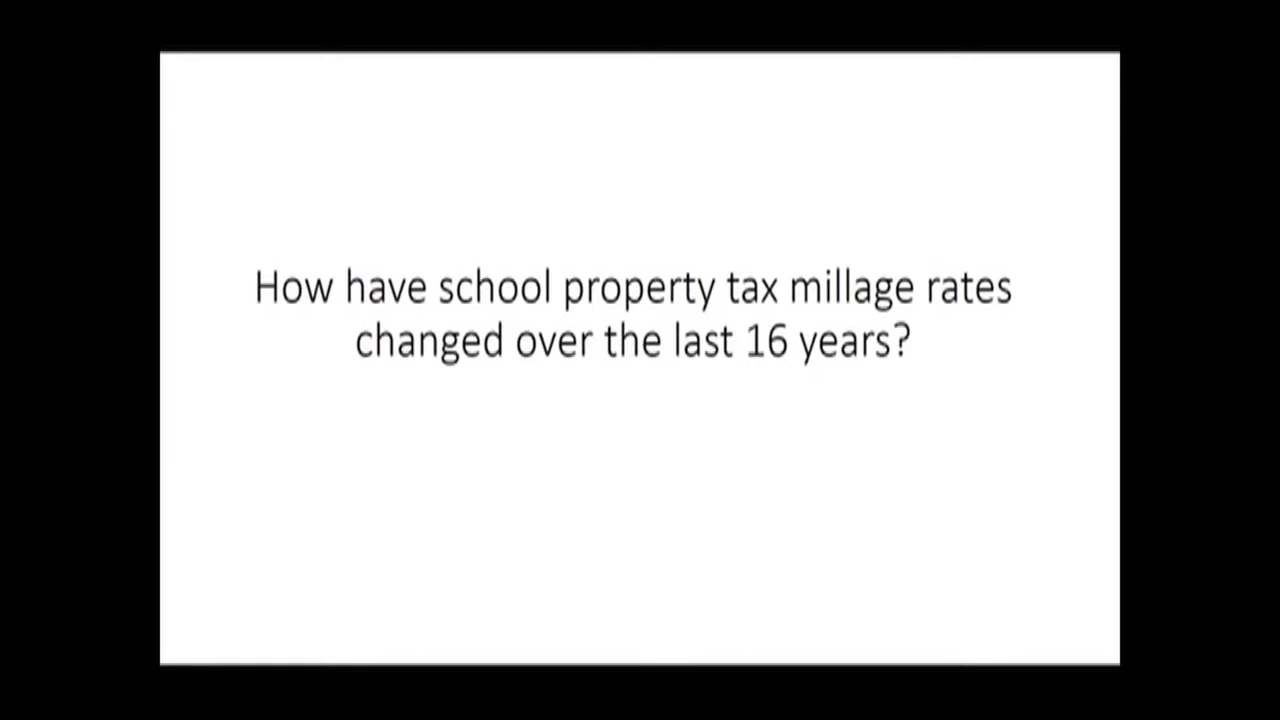 How have school property tax millage rates
changed over the last 16 years?